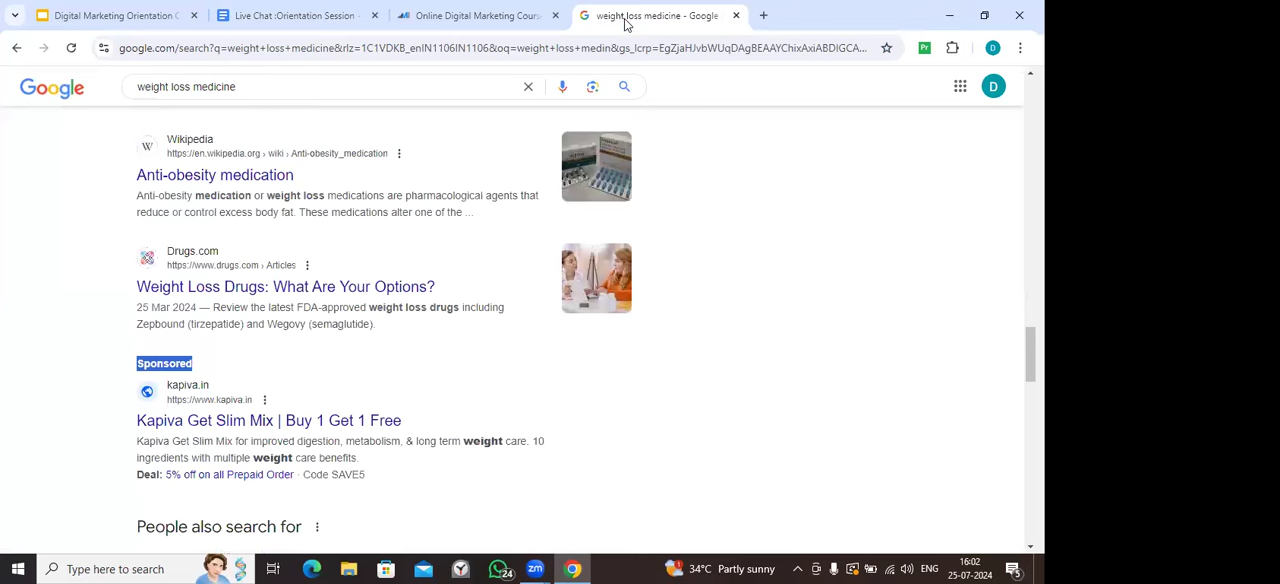 Digital Marketing Orientation C
Live Chat :Orientation Session -
Online Digital Marketing Cours
weight loss medicine - Google
google.com/search?q=weight+loss+medicine&rlz=1C1VDKB_enIN1106IN1106&oq=weight+loss+medin&gs_lcrp=EgZjaHJvbWUqDAgBEAAYChixAxiABDIGCA...
Pr
D
Google
weight loss medicine
D
W
Wikipedia
https://en.wikipedia.org › wiki › Anti-obesity_medication
Anti-obesity medication
Anti-obesity medication or weight loss medications are pharmacological agents that
reduce or control excess body fat. These medications alter one of the ...
Drugs.com
https://www.drugs.com › Articles
Weight Loss Drugs: What Are Your Options?
25 Mar 2024 — Review the latest FDA-approved weight loss drugs including
Zepbound (tirzepatide) and Wegovy (semaglutide).
Sponsored
kapiva.in
https://www.kapiva.in
Kapiva Get Slim Mix | Buy 1 Get 1 Free
Kapiva Get Slim Mix for improved digestion, metabolism, & long term weight care. 10
ingredients with multiple weight care benefits.
Deal: 5% off on all Prepaid Order · Code SAVE5
People also search for
Type here to search
24
zm
34°C Partly sunny
ENG
16:02
25-07-2024
5